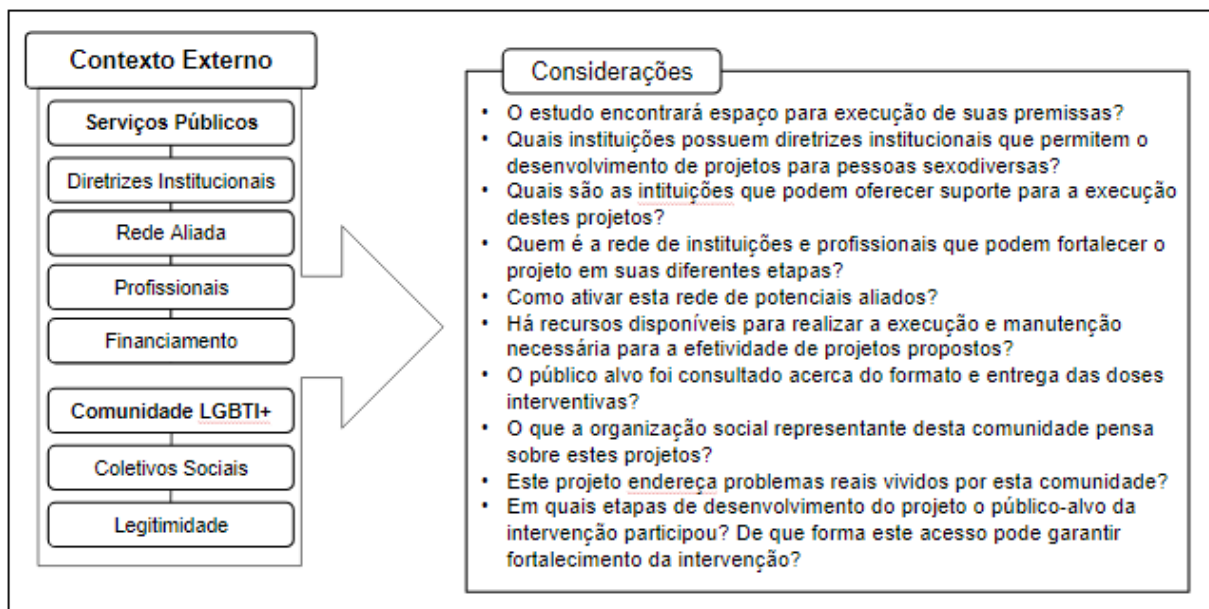 Contexto Externo
Serviços Públicos
Diretrizes Institucionais
Rede Aliada
Profissionais
Financiamento
Comunidade LGBTI+
Coletivos Sociais
Legitimidade
Considerações
• O estudo encontrará espaço para execução de suas premissas?
• Quais instituições possuem diretrizes institucionais que permitem o
desenvolvimento de projetos para pessoas sexodiversas?
• Quais são as intituições que podem oferecer suporte para a execução
destes projetos?
• Quem é a rede de instituições e profissionais que podem fortalecer o
projeto em suas diferentes etapas?
• Como ativar esta rede de potenciais aliados?
• Há recursos disponíveis para realizar a execução e manutenção
necessária para a efetividade de projetos propostos?
• O público alvo foi consultado acerca do formato e entrega das doses
interventivas?
• O que a organização social representante desta comunidade pensa
sobre estes projetos?
• Este projeto endereça problemas reais vividos por esta comunidade?
• Em quais etapas de desenvolvimento do projeto o público-alvo da
intervenção participou? De que forma este acesso pode garantir
fortalecimento da intervenção?